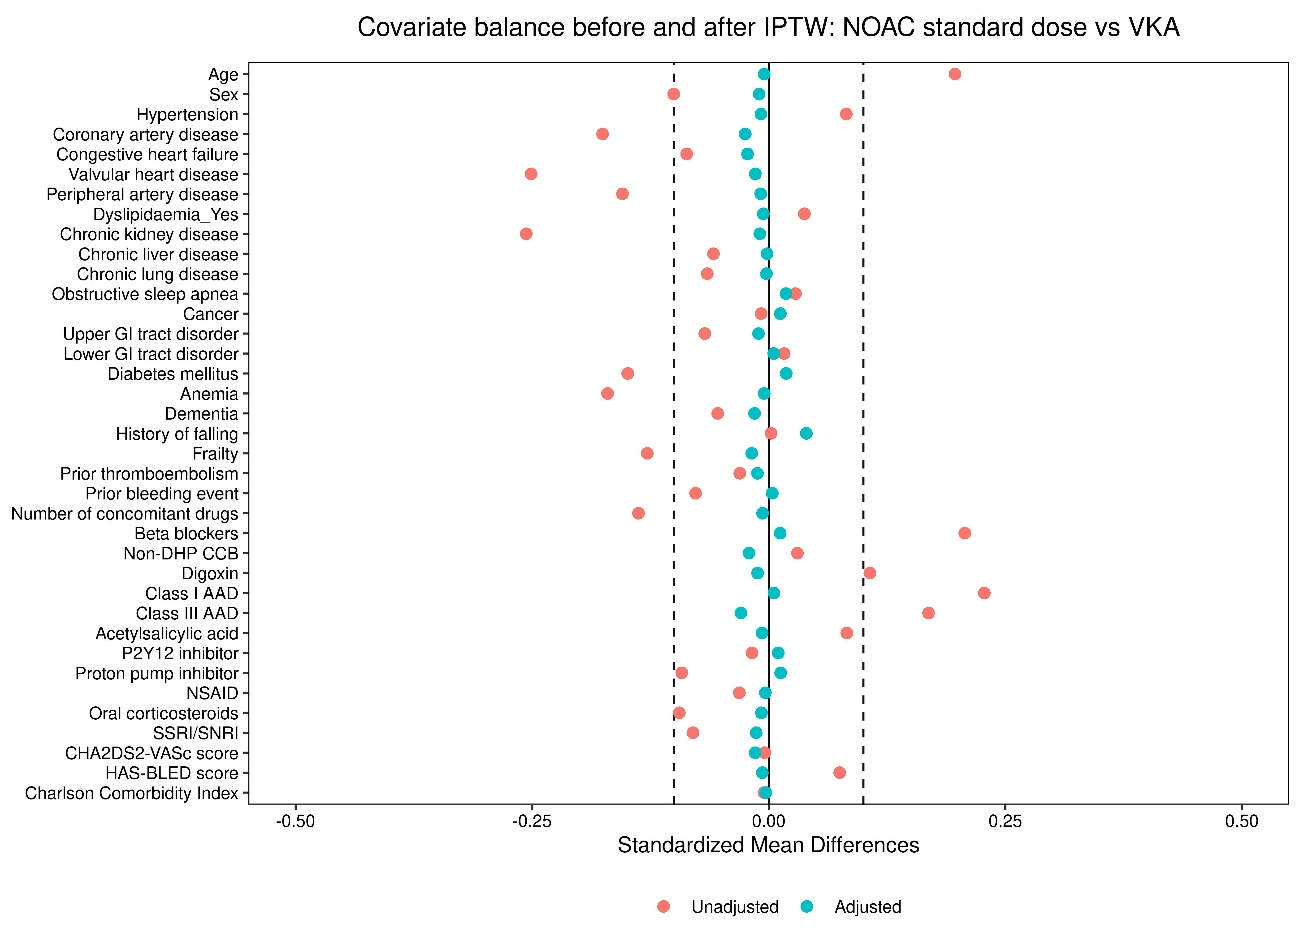 Covariate balance before and after IPTW: NOAC standard dose vs VKA
Age
Sex
Hypertension
Coronary artery disease
Congestive heart failure
Valvular heart disease
Peripheral artery disease
Dyslipidaemia_Yes
Chronic kidney disease
Chronic liver disease
Chronic lung disease
Obstructive sleep apnea
Cancer
Upper GI tract disorder
Lower GI tract disorder
Diabetes mellitus
Anemia
Dementia
History of falling
Frailty
Prior thromboembolism
Prior bleeding event
Number of concomitant drugs
Beta blockers
Non-DHP CCB
Digoxin
Class I AAD
Class III AAD
Acetylsalicylic acid
P2Y12 inhibitor
Proton pump inhibitor
NSAID
Oral corticosteroids
SSRI/SNRI
CHA2DS2-VASc score
HAS-BLED score
Charlson Comorbidity Index
-0.50 -0.25 0.00 0.25 0.50
Standardized Mean Differences
Unadjusted Adjusted